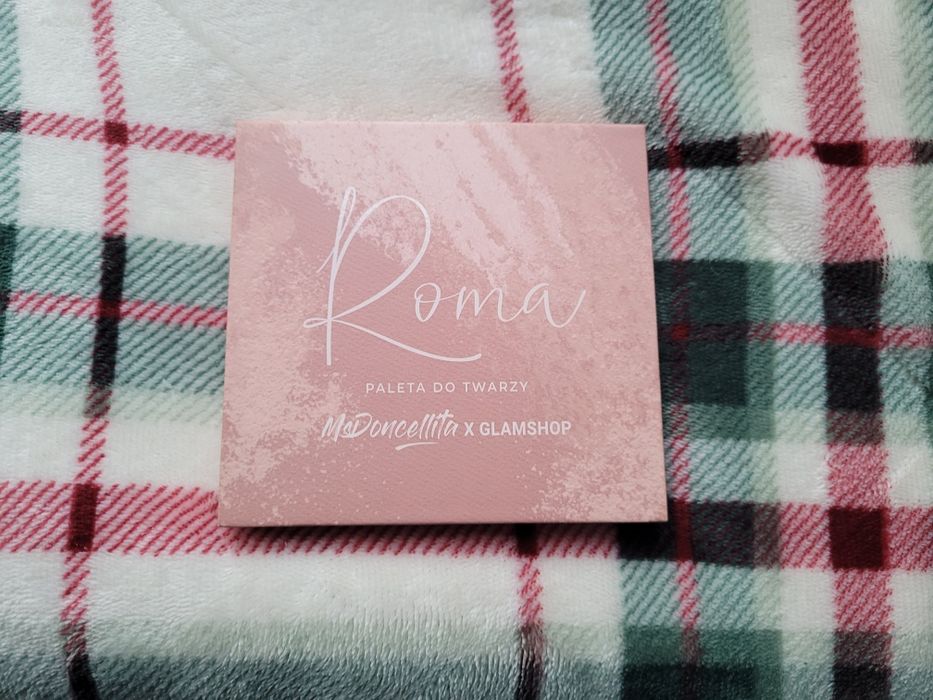 Roma
PALETA DO TWARZY
MsDoncellita X GLAMSHOP